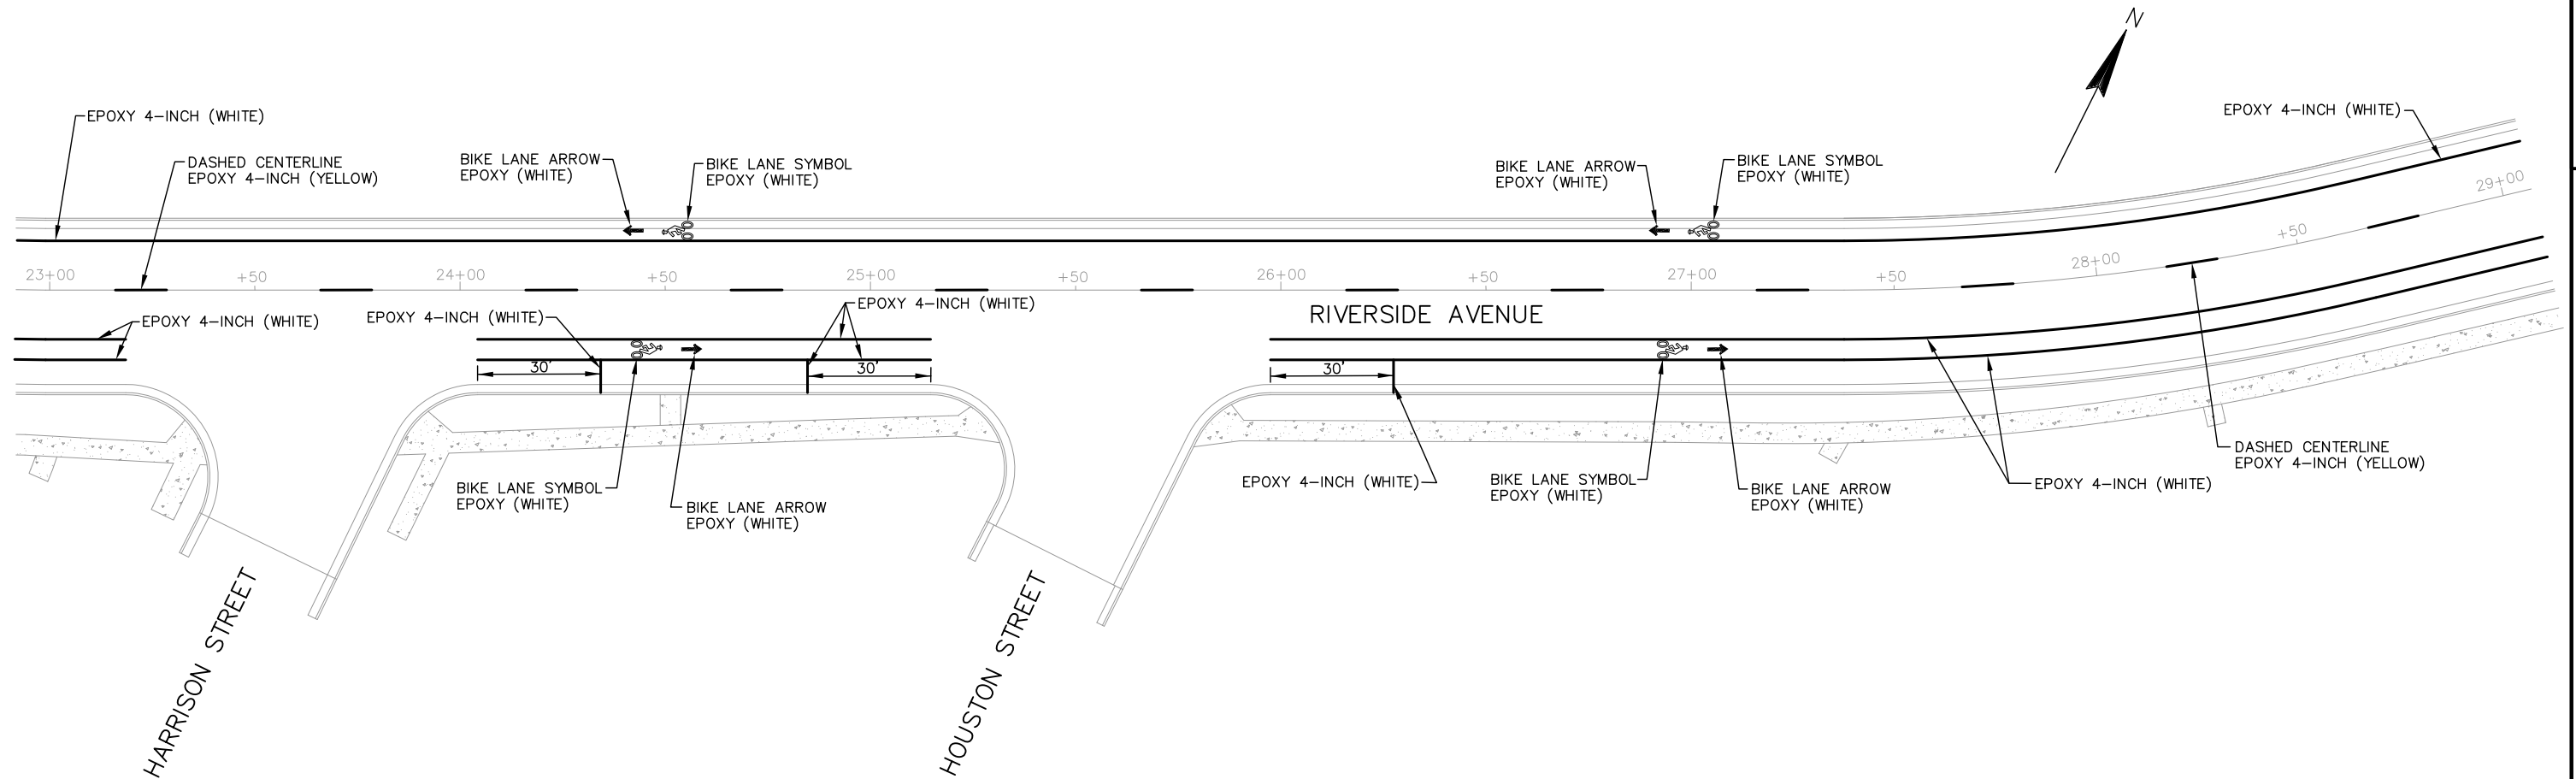 N
EPOXY 4-INCH (WHITE)
EPOXY 4-INCH (WHITE)
DASHED CENTERLINE
EPOXY 4-INCH (YELLOW)
BIKE LANE ARROW
EPOXY (WHITE)
BIKE LANE SYMBOL
EPOXY (WHITE)
BIKE LANE ARROW
EPOXY (WHITE)
BIKE LANE SYMBOL
EPOXY (WHITE)
23+00
+50
24+00
+50
25+00
+50
26+00
+50
27+00
+50
28+00
+50
29+00
EPOXY 4-INCH (WHITE)
EPOXY 4-INCH (WHITE)
EPOXY 4-INCH (WHITE)
RIVERSIDE AVENUE
30'
30'
30'
BIKE LANE SYMBOL
EPOXY (WHITE)
BIKE LANE ARROW
EPOXY (WHITE)
EPOXY 4-INCH (WHITE)
BIKE LANE SYMBOL
EPOXY (WHITE)
BIKE LANE ARROW
EPOXY (WHITE)
EPOXY 4-INCH (WHITE)
DASHED CENTERLINE
EPOXY 4-INCH (YELLOW)
HARRISON STREET
HOUSTON STREET